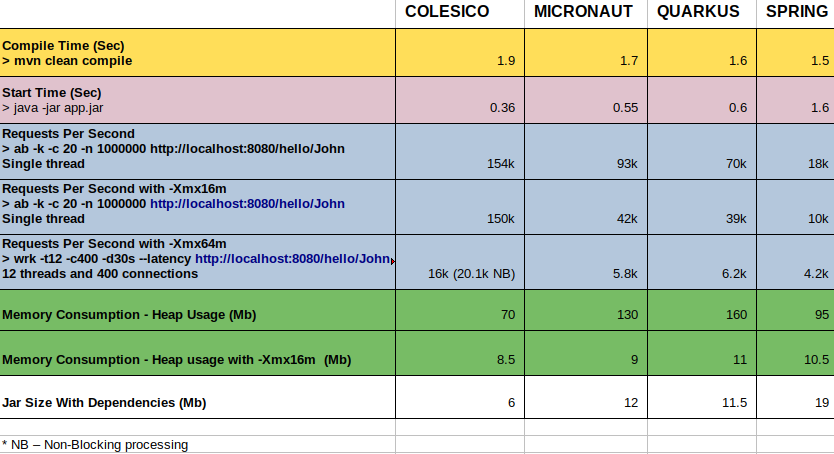 COLESICO MICRONAUT QUARKUS SPRING
Compile Time (Sec)
> mvn clean compile 1.9 1.7 1.6 1.5
Start Time (Sec)
> java -jar app.jar 0.36 0.55 0.6 1.6
Requests Per Second
> ab -k -c 20 -n 1000000 http://localhost:8080/hello/John
Single thread 154k 93k 70k 18k
Requests Per Second with -Xmx16m
> ab -k -c 20 -n 1000000 http://localhost:8080/hello/John
Single thread 150k 42k 39k 10k
Requests Per Second with -Xmx64m
> wrk -t12 -c400 -d30s --latency http://localhost:8080/hello/John
12 threads and 400 connections 16k (20.1k NB) 5.8k 6.2k 4.2k
Memory Consumption - Heap Usage (Mb) 70 130 160 95
Memory Consumption - Heap usage with -Xmx16m (Mb) 8.5 9 11 10.5
Jar Size With Dependencies (Mb) 6 12 11.5 19
* NB – Non-Blocking processing